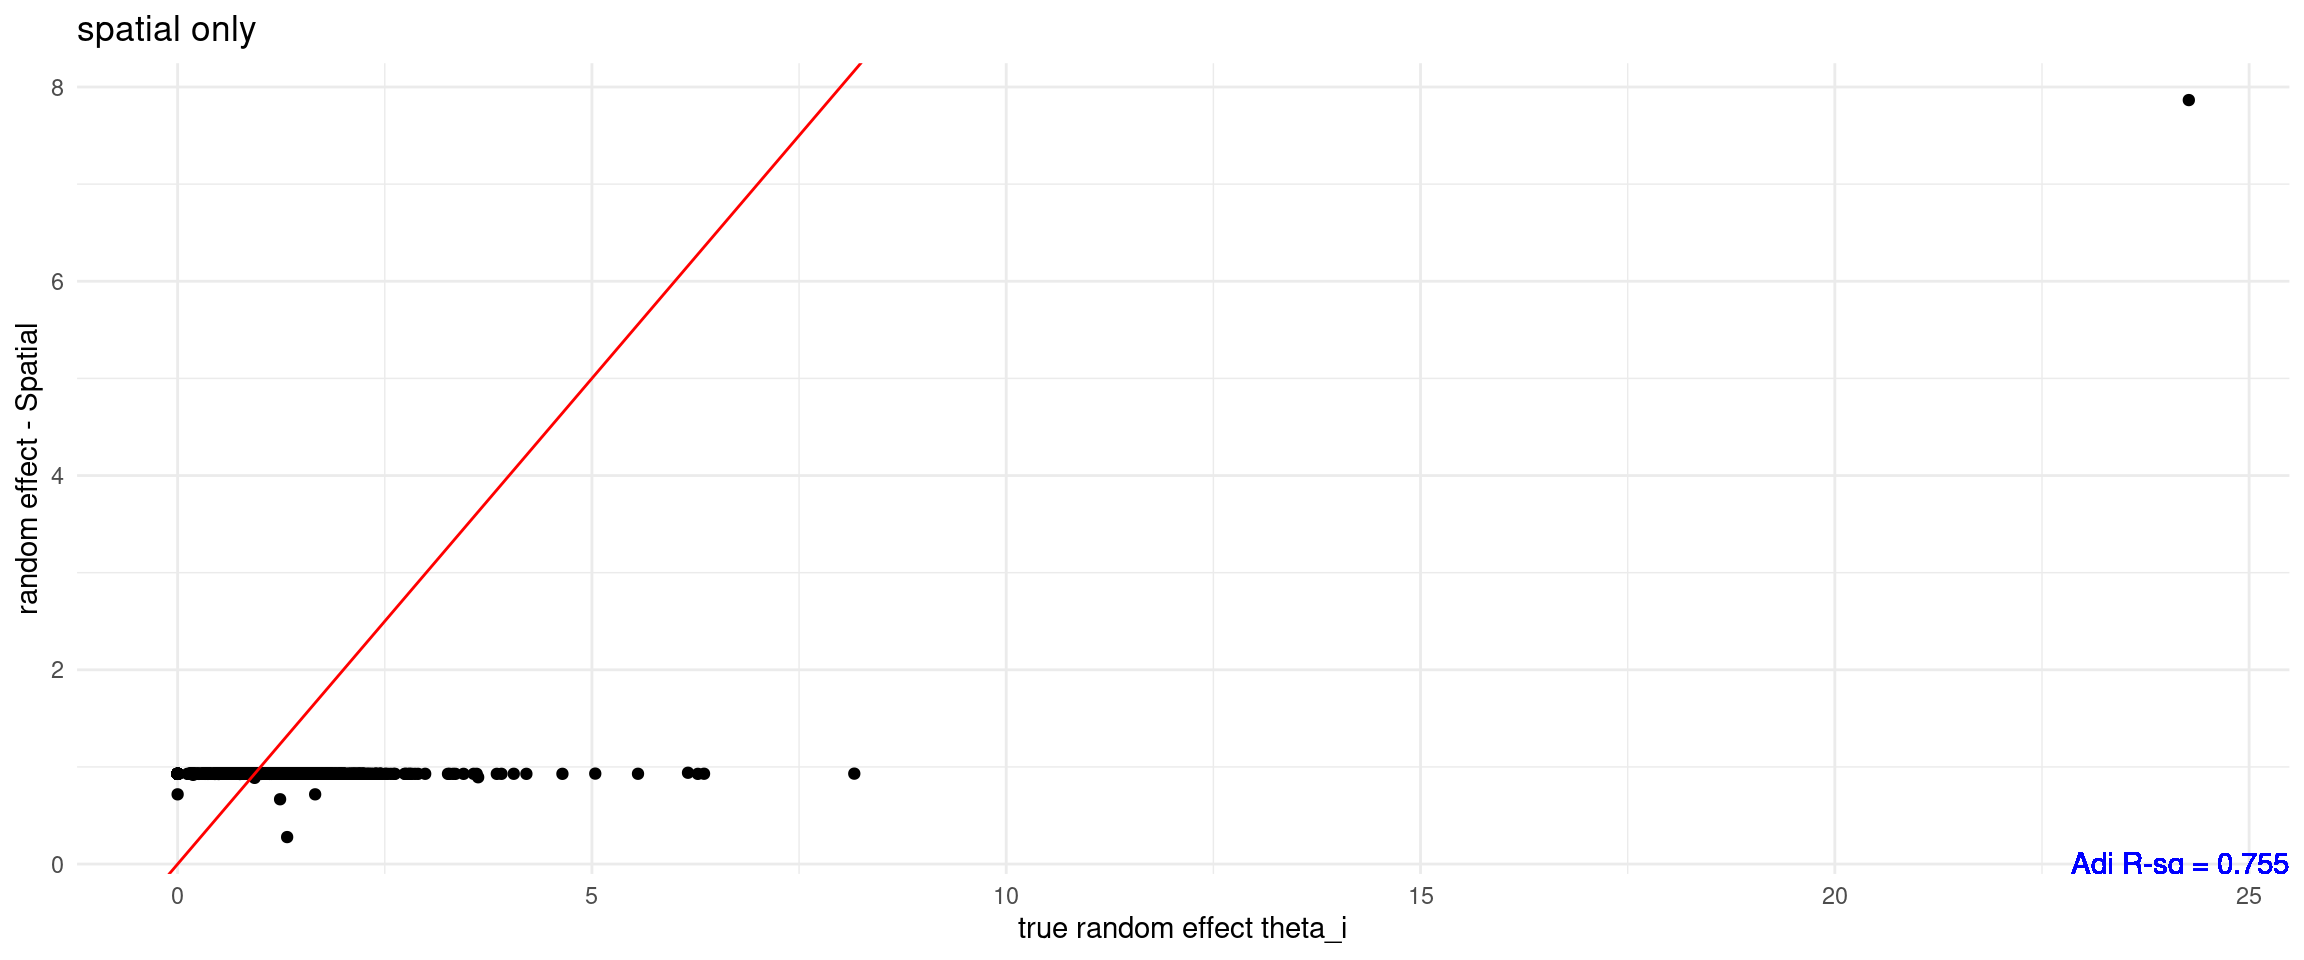 spatial only
random effect - Spatial
8
6
4
2
0
Adj R-sq = 0.755
0 5 10 15 20 25
true random effect theta_i